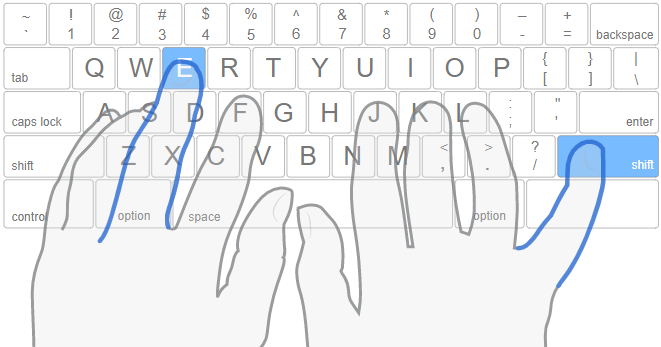 ~ ! @ # $ % ^ & * ( ) – +
` 1 2 3 4 5 6 7 8 9 0 - = backspace
tab Q W E R T Y U I O P { [ } ] | \
caps lock A S D F G H J K L : ; " ' enter
shift Z X C V B N M < , > . ? / shift
control option space option